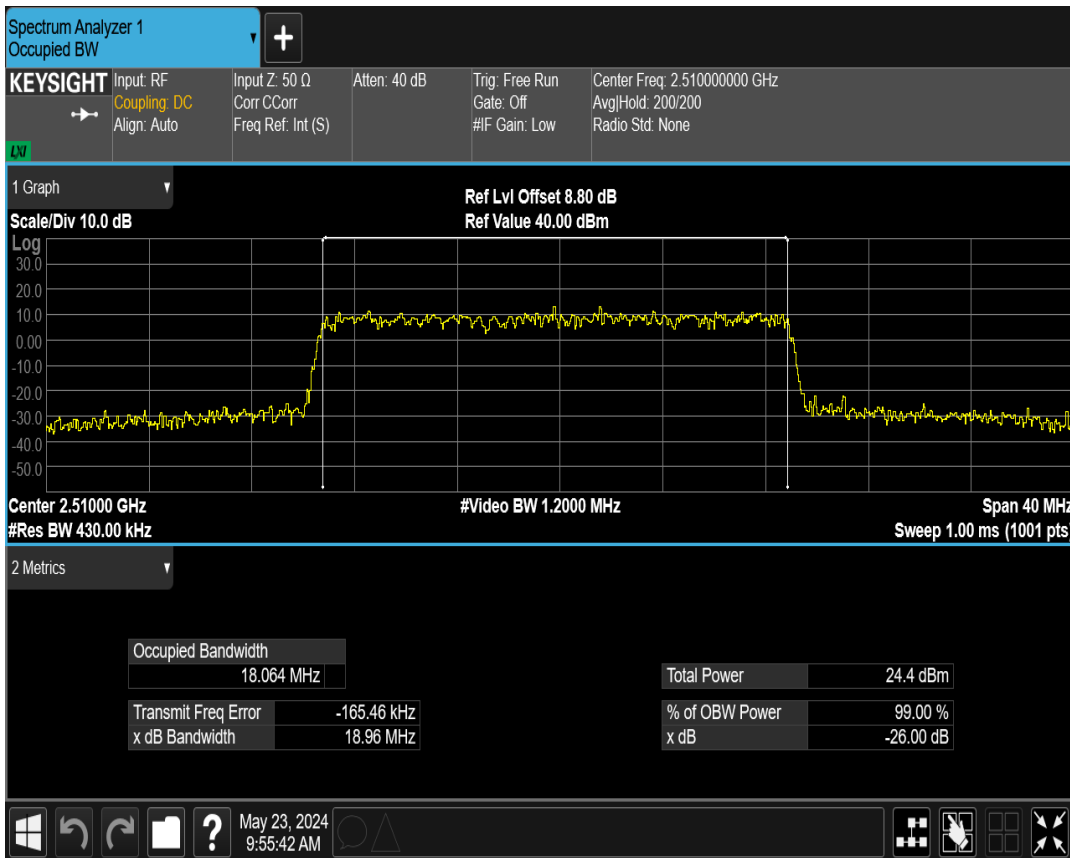 Spectrum Analyzer 1
Occupied BW
KEYSIGHT
LXI
Input: RF
Coupling: DC
Align: Auto
Input Z: 50 Ω
Corr CCorr
Freq Ref: Int (S)
Atten: 40 dB
Trig: Free Run
Gate: Off
#IF Gain: Low
Center Freq: 2.510000000 GHz
Avg|Hold: 200/200
Radio Std: None
1 Graph
Scale/Div 10.0 dB
Ref Lvl Offset 8.80 dB
Ref Value 40.00 dBm
Log
30.0
20.0
10.0
0.00
-10.0
-20.0
-30.0
-40.0
-50.0
Center 2.51000 GHz
#Video BW 1.2000 MHz
Span 40 MHz
#Res BW 430.00 kHz
Sweep 1.00 ms (1001 pts)
2 Metrics
Occupied Bandwidth
18.064 MHz
Transmit Freq Error -165.46 kHz
x dB Bandwidth 18.96 MHz
Total Power 24.4 dBm
% of OBW Power 99.00 %
x dB -26.00 dB
May 23, 2024
9:55:42 AM